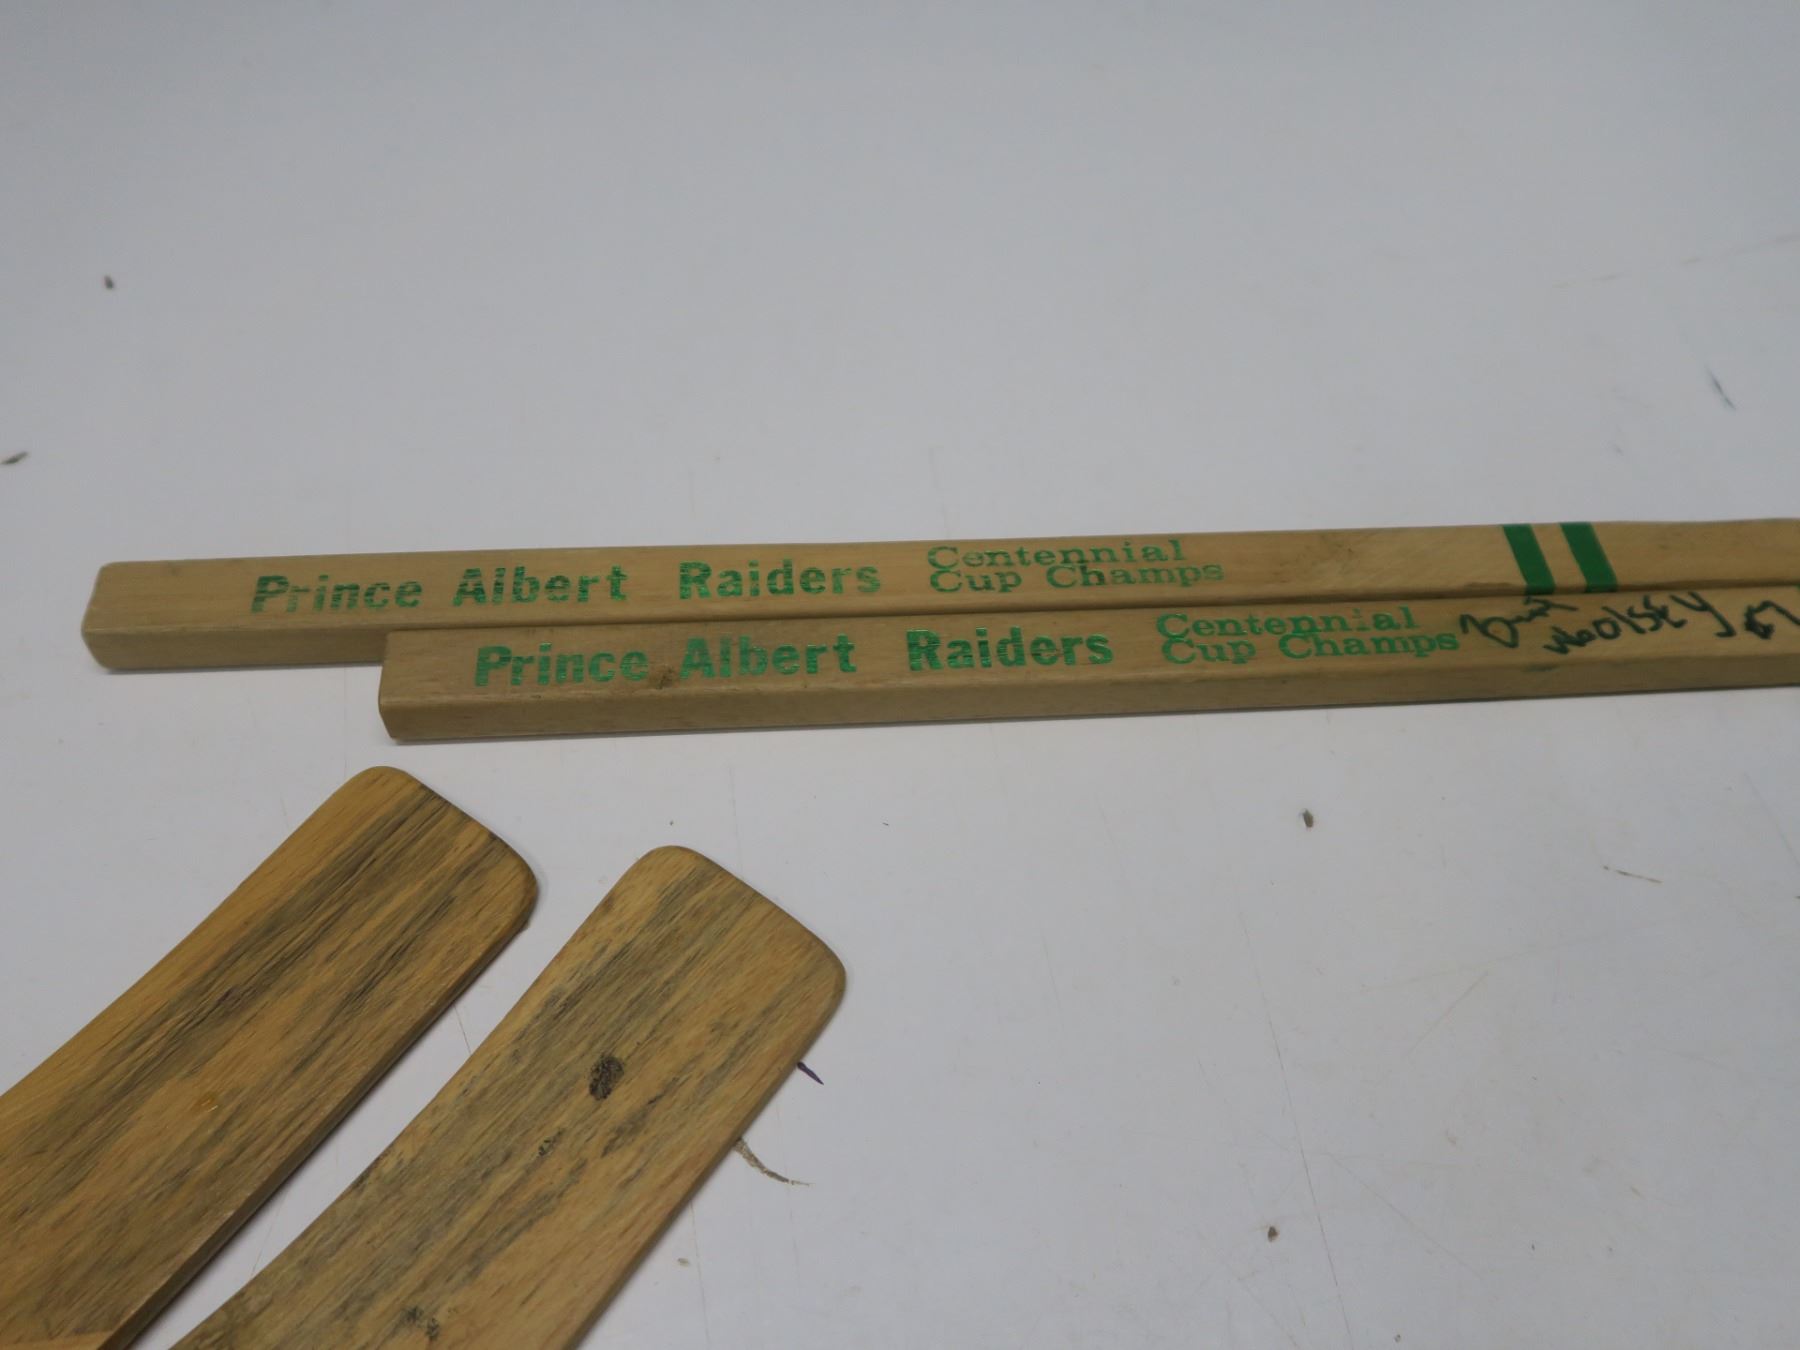 Prince Albert Raiders Centennial
Cup Champs
Prince Albert Raiders Centennial
Cup Champs
Woolsey